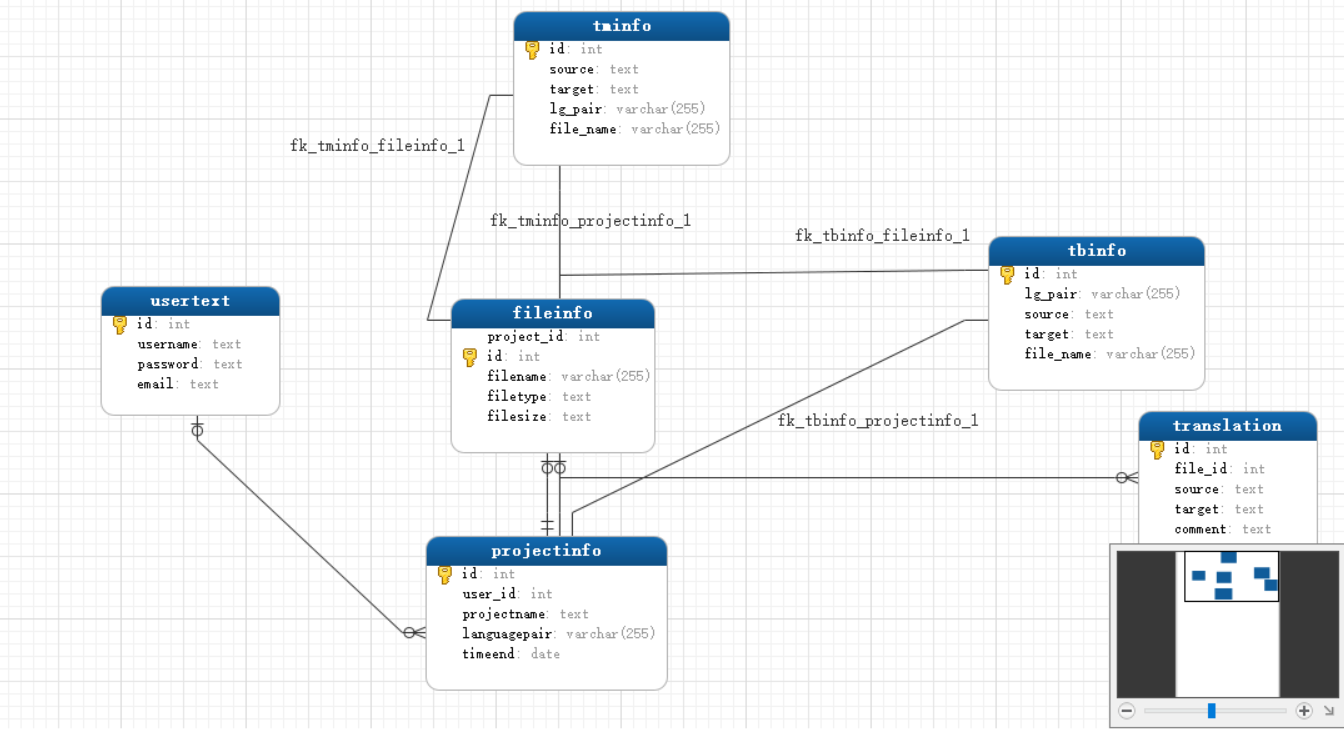 tminfo
id: int
source: text
target: text
lg_pair: varchar(255)
file_name: varchar(255)
fk_tminfo_fileinfo_1
fk_tminfo_projectinfo_1
fk_tbinfo_fileinfo_1
tbinfo
id: int
lg_pair: varchar(255)
source: text
target: text
file_name: varchar(255)
usertext
id: int
username: text
password: text
email: text
fileinfo
project_id: int
id: int
filename: varchar(255)
filetype: text
filesize: text
fk_tbinfo_projectinfo_1
translation
id: int
file_id: int
source: text
target: text
comment: text
projectinfo
id: int
user_id: int
projectname: text
languagepair: varchar(255)
timeend: date